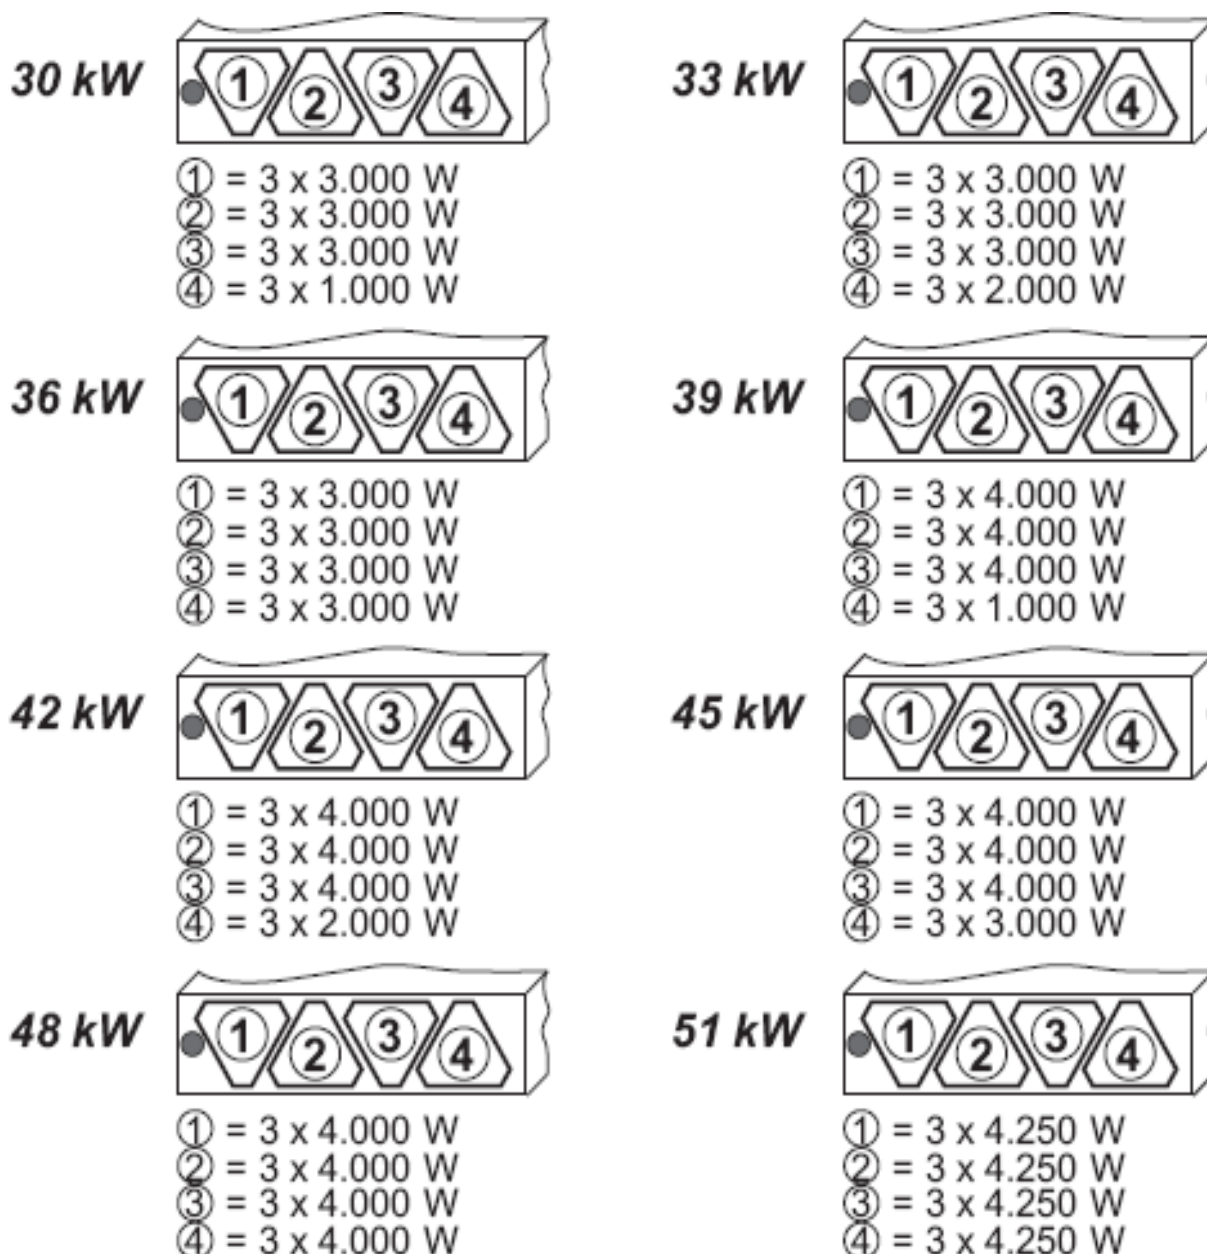 30 kW
1 2 3 4
① = 3 x 3.000 W
② = 3 x 3.000 W
③ = 3 x 3.000 W
④ = 3 x 1.000 W
33 kW
1 2 3 4
① = 3 x 3.000 W
② = 3 x 3.000 W
③ = 3 x 3.000 W
④ = 3 x 2.000 W
36 kW
1 2 3 4
① = 3 x 3.000 W
② = 3 x 3.000 W
③ = 3 x 3.000 W
④ = 3 x 3.000 W
39 kW
1 2 3 4
① = 3 x 4.000 W
② = 3 x 4.000 W
③ = 3 x 4.000 W
④ = 3 x 1.000 W
42 kW
1 2 3 4
① = 3 x 4.000 W
② = 3 x 4.000 W
③ = 3 x 4.000 W
④ = 3 x 2.000 W
45 kW
1 2 3 4
① = 3 x 4.000 W
② = 3 x 4.000 W
③ = 3 x 4.000 W
④ = 3 x 3.000 W
48 kW
1 2 3 4
① = 3 x 4.000 W
② = 3 x 4.000 W
③ = 3 x 4.000 W
④ = 3 x 4.000 W
51 kW
1 2 3 4
① = 3 x 4.250 W
② = 3 x 4.250 W
③ = 3 x 4.250 W
④ = 3 x 4.250 W